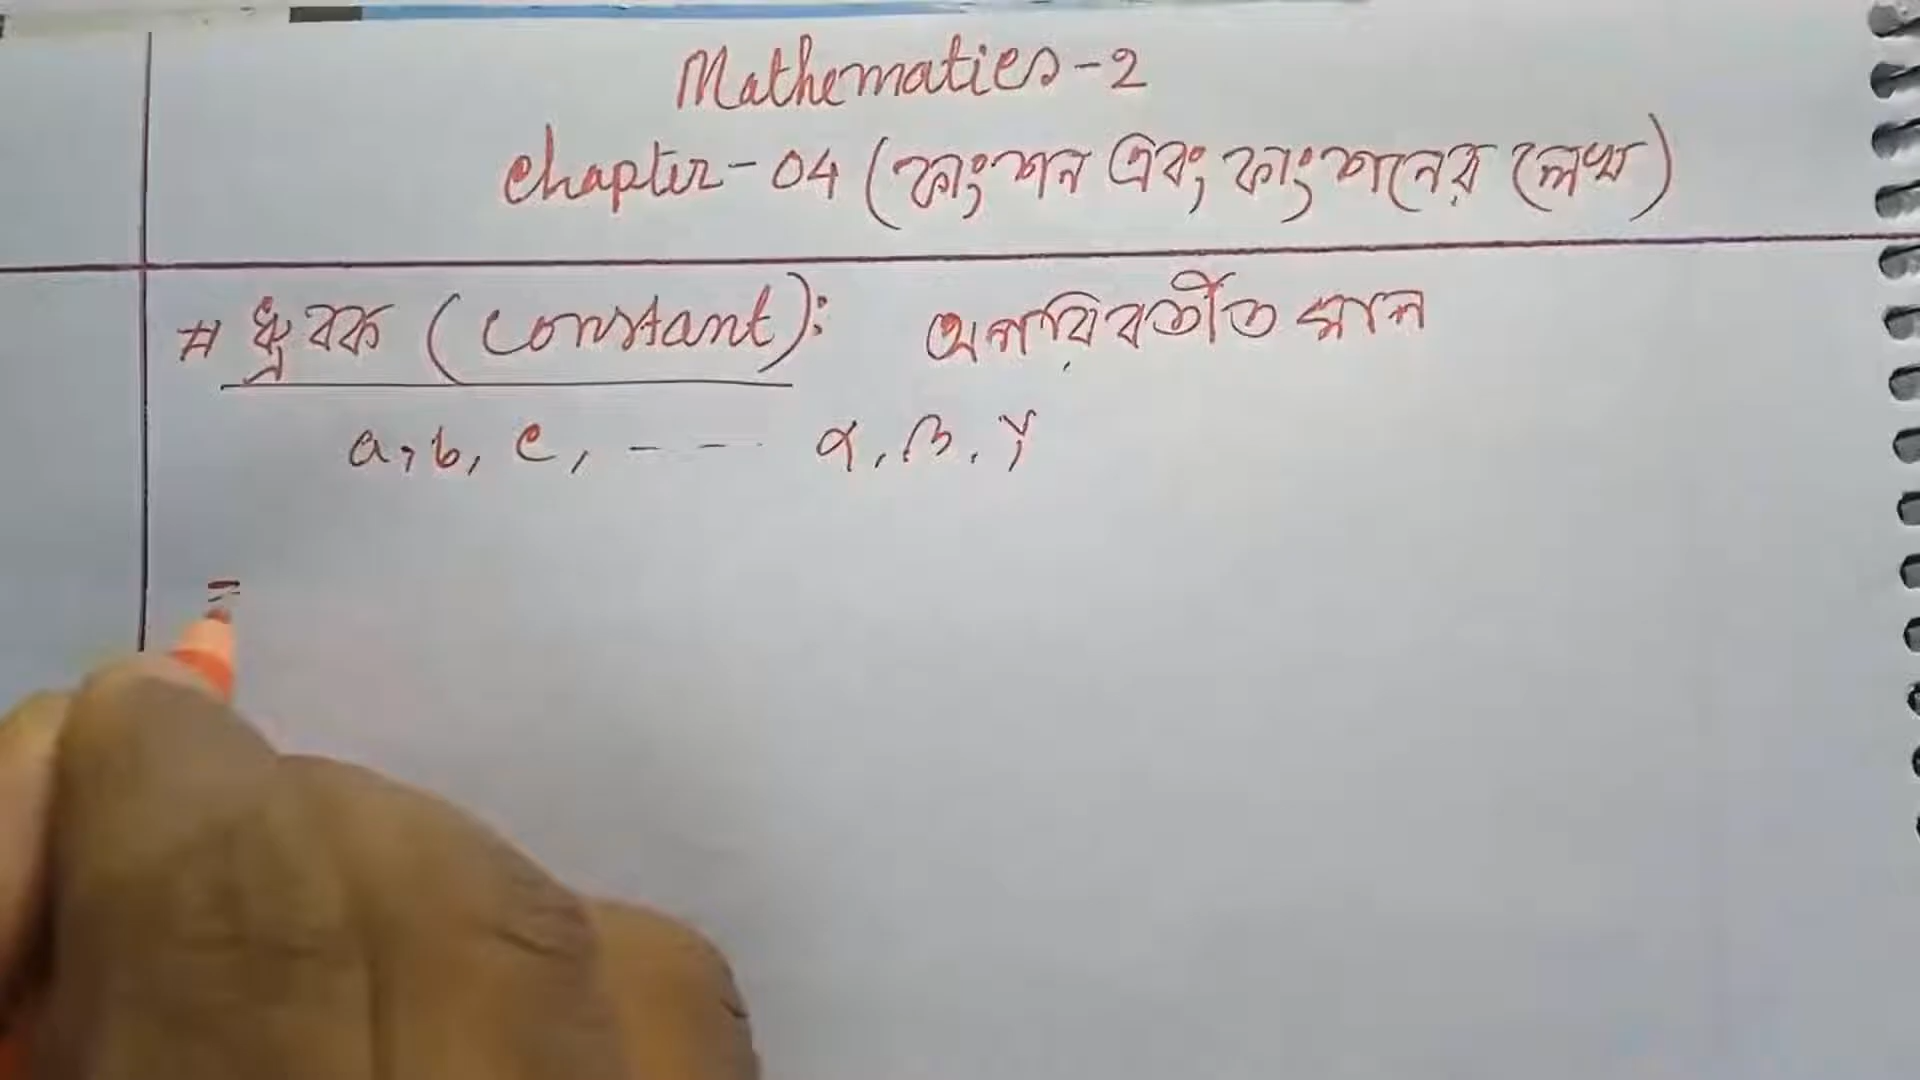 Mathematics-2
Chapter-04 (ফাংশন এবং ফাংশনের লেখ)
# ধ্রুবক (Constant): অপরিবর্তীত মান
a, b, c, --- α, β, γ